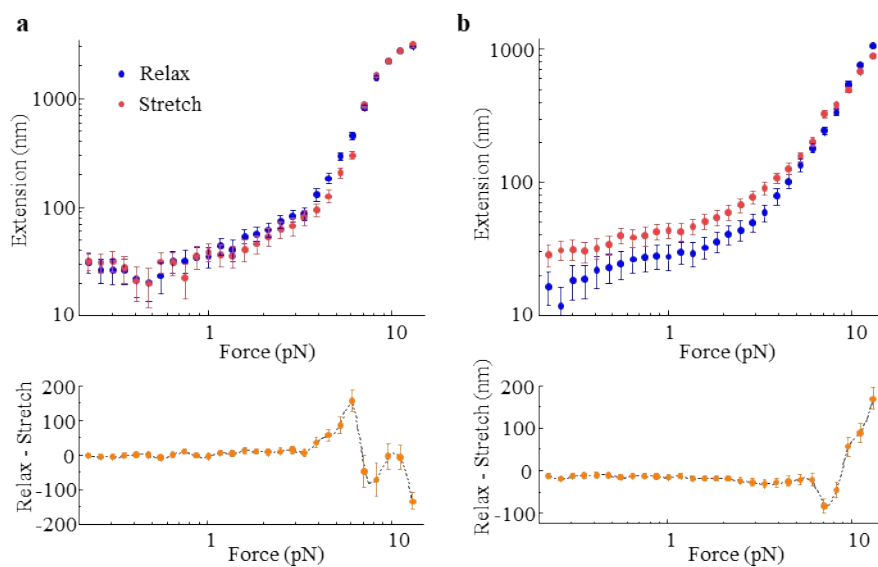 a
Relax
Stretch
1000
100
10
Extension (nm)
1
10
Force (pN)
200
100
0
-100
-200
Relax - Stretch
1
10
Force (pN)
b
1000
100
10
Extension (nm)
1
10
Force (pN)
200
100
0
-100
Relax - Stretch (nm)
1
10
Force (pN)